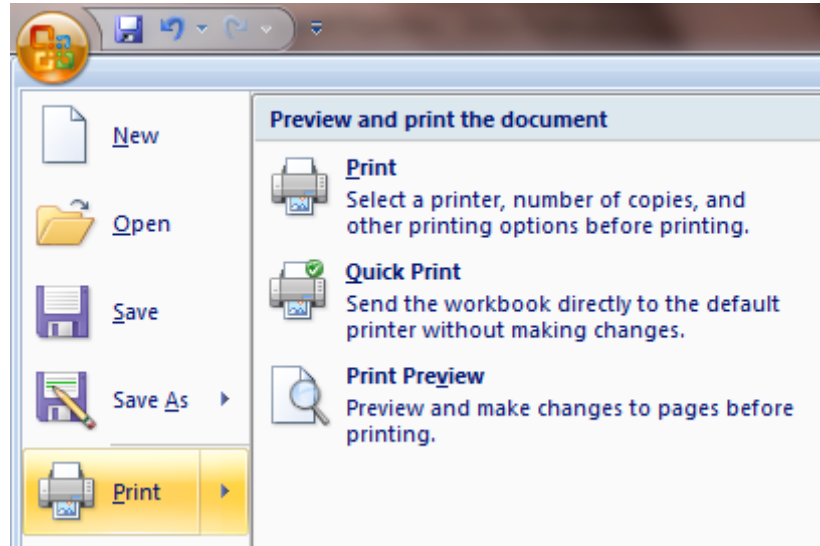 New
Open
Save
Save As
Print
Preview and print the document
Print
Select a printer, number of copies, and
other printing options before printing.
Quick Print
Send the workbook directly to the default
printer without making changes.
Print Preview
Preview and make changes to pages before
printing.